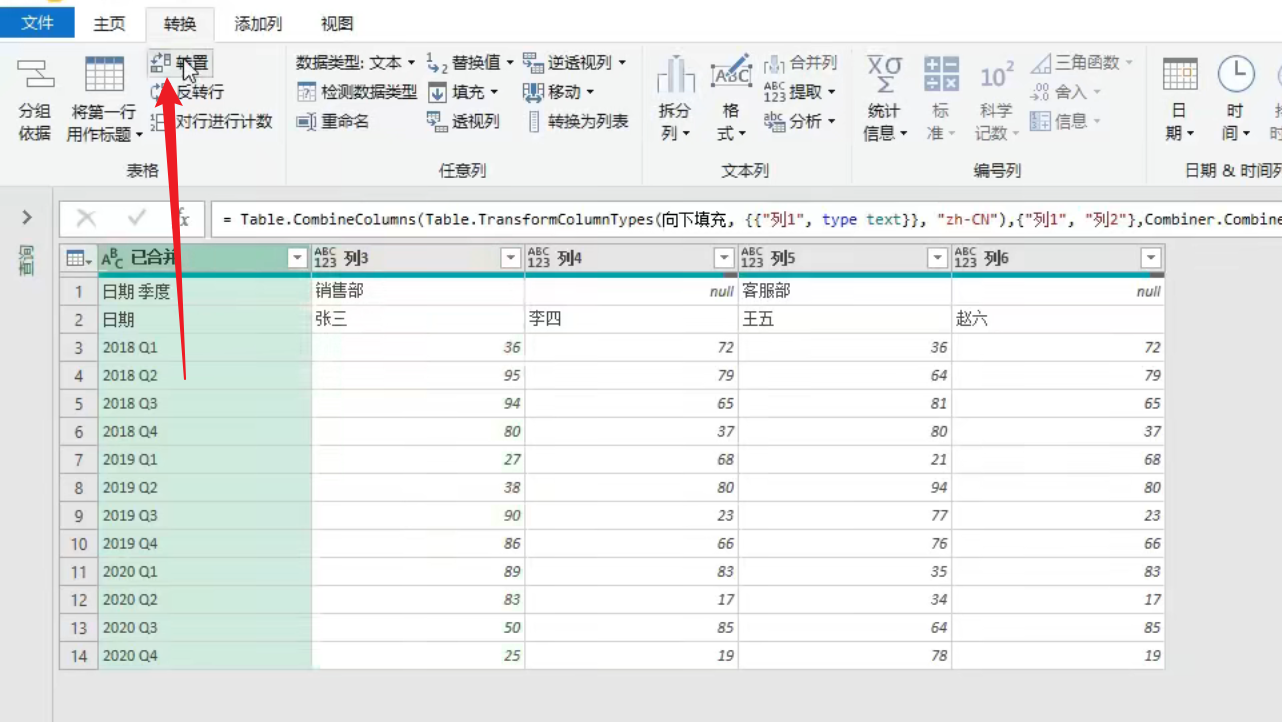 文件 主页 转换 添加列 视图
转置 数据类型: 文本 替换值 逆透视列 合并列 三角函数
反转行 检测数据类型 填充 移动 提取 舍入
对行进行计数 重命名 透视列 转换为列表 分析 信息
分组 将第一行 拆分 格 统计 标 科学 日 时
依据 用作标题 列 式 信息 准 记数 期 间
表格 任意列 文本列 编号列 日期 & 时间列
= Table.CombineColumns(Table.TransformColumnTypes(向下填充, {{"列1", type text}}, "zh-CN"),{"列1", "列2"},Combiner.Combine
查询
已合并 ABC 123 列3 ABC 123 列4 ABC 123 列5 ABC 123 列6
1 日期 季度 销售部 null 客服部 null
2 日期 张三 李四 王五 赵六
3 2018 Q1 36 72 36 72
4 2018 Q2 95 79 64 79
5 2018 Q3 94 65 81 65
6 2018 Q4 80 37 80 37
7 2019 Q1 27 68 21 68
8 2019 Q2 38 80 94 80
9 2019 Q3 90 23 77 23
10 2019 Q4 86 66 76 66
11 2020 Q1 89 83 35 83
12 2020 Q2 83 17 34 17
13 2020 Q3 50 85 64 85
14 2020 Q4 25 19 78 19